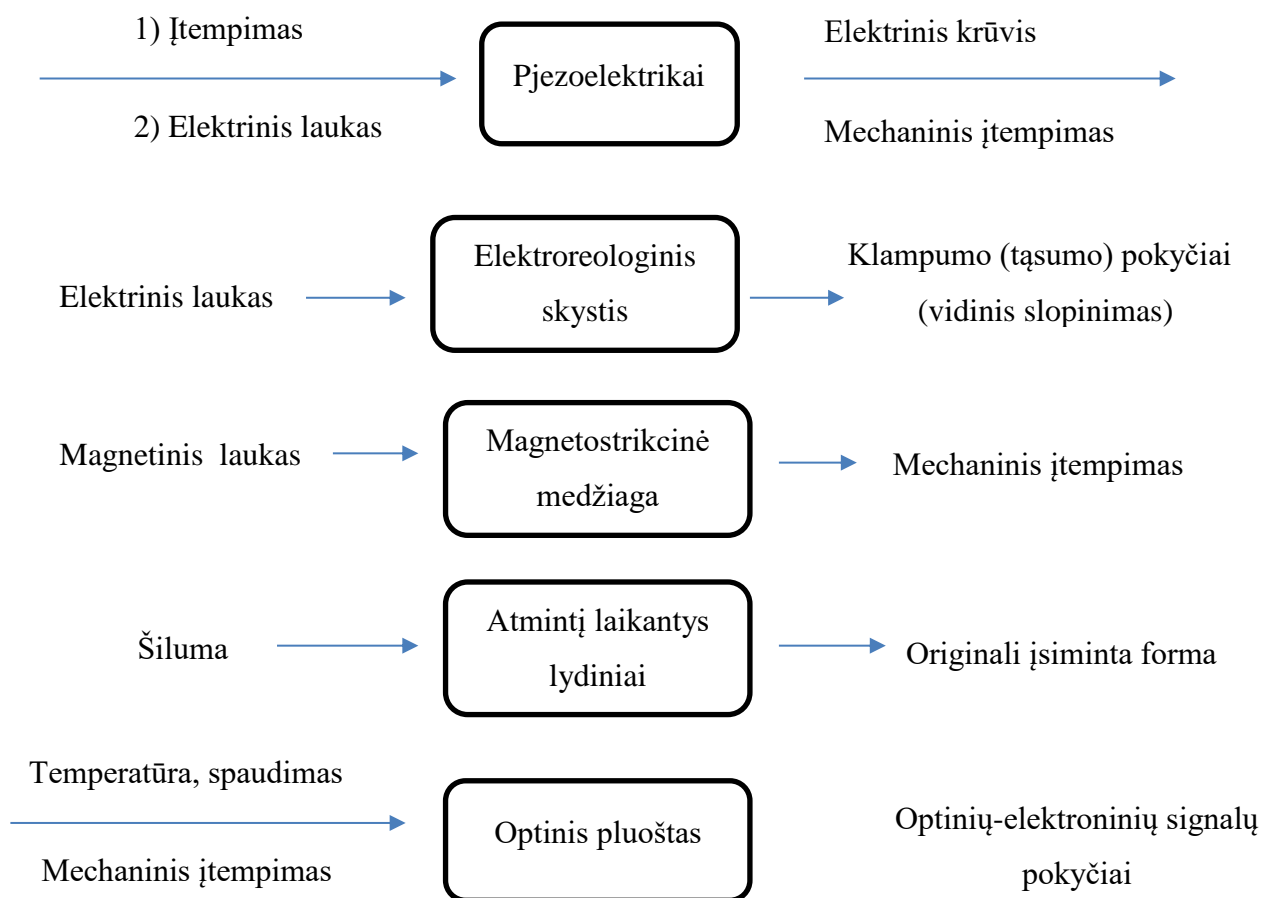 1) Įtempimas
2) Elektrinis laukas
Pjezoelektrikai
Elektrinis krūvis
Mechaninis įtempimas
Elektrinis laukas
Elektroreologinis
skystis
Klampumo (tąsumo) pokyčiai
(vidinis slopinimas)
Magnetinis laukas
Magnetostrikcinė
medžiaga
Mechaninis įtempimas
Šiluma
Atmintį laikantys
lydiniai
Originali įsiminta forma
Temperatūra, spaudimas
Mechaninis įtempimas
Optinis pluoštas
Optinių-elektroninių signalų
pokyčiai